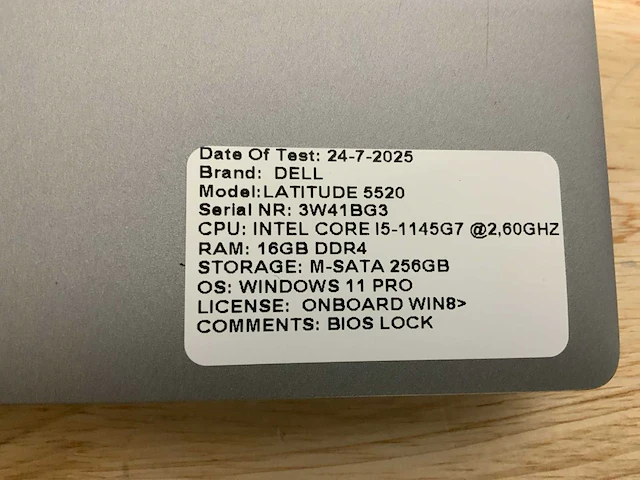 Date Of Test: 24-7-2025
Brand: DELL
Model:LATITUDE 5520
Serial NR: 3W41BG3
CPU: INTEL CORE I5-1145G7 @2,60GHZ
RAM: 16GB DDR4
STORAGE: M-SATA 256GB
OS: WINDOWS 11 PRO
LICENSE: ONBOARD WIN8>
COMMENTS: BIOS LOCK